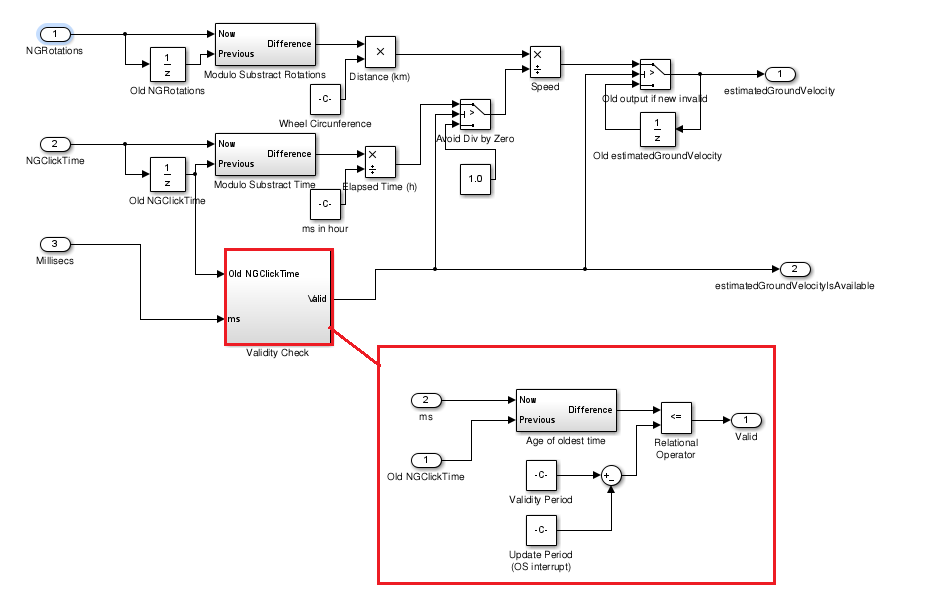 1
NGRotations
1
z
Old NGRotations
Now
Previous
Difference
Modulo Substract Rotations
×
Distance (km)
-C-
Wheel Circunference
×
÷
Speed
>
Old output if new invalid
1
estimatedGroundVelocity
1
z
Old estimatedGroundVelocity
>
Avoid Div by Zero
1.0
2
NGClickTime
1
z
Old NGClickTime
Now
Previous
Difference
Modulo Substract Time
×
÷
Elapsed Time (h)
-C-
ms in hour
3
Millisecs
Old NGClickTime
ms
Valid
Validity Check
2
estimatedGroundVelocityIsAvailable
2
ms
1
Old NGClickTime
Now
Previous
Difference
Age of oldest time
<=
Relational
Operator
1
Valid
-C-
Validity Period
+
-
-C-
Update Period
(OS interrupt)